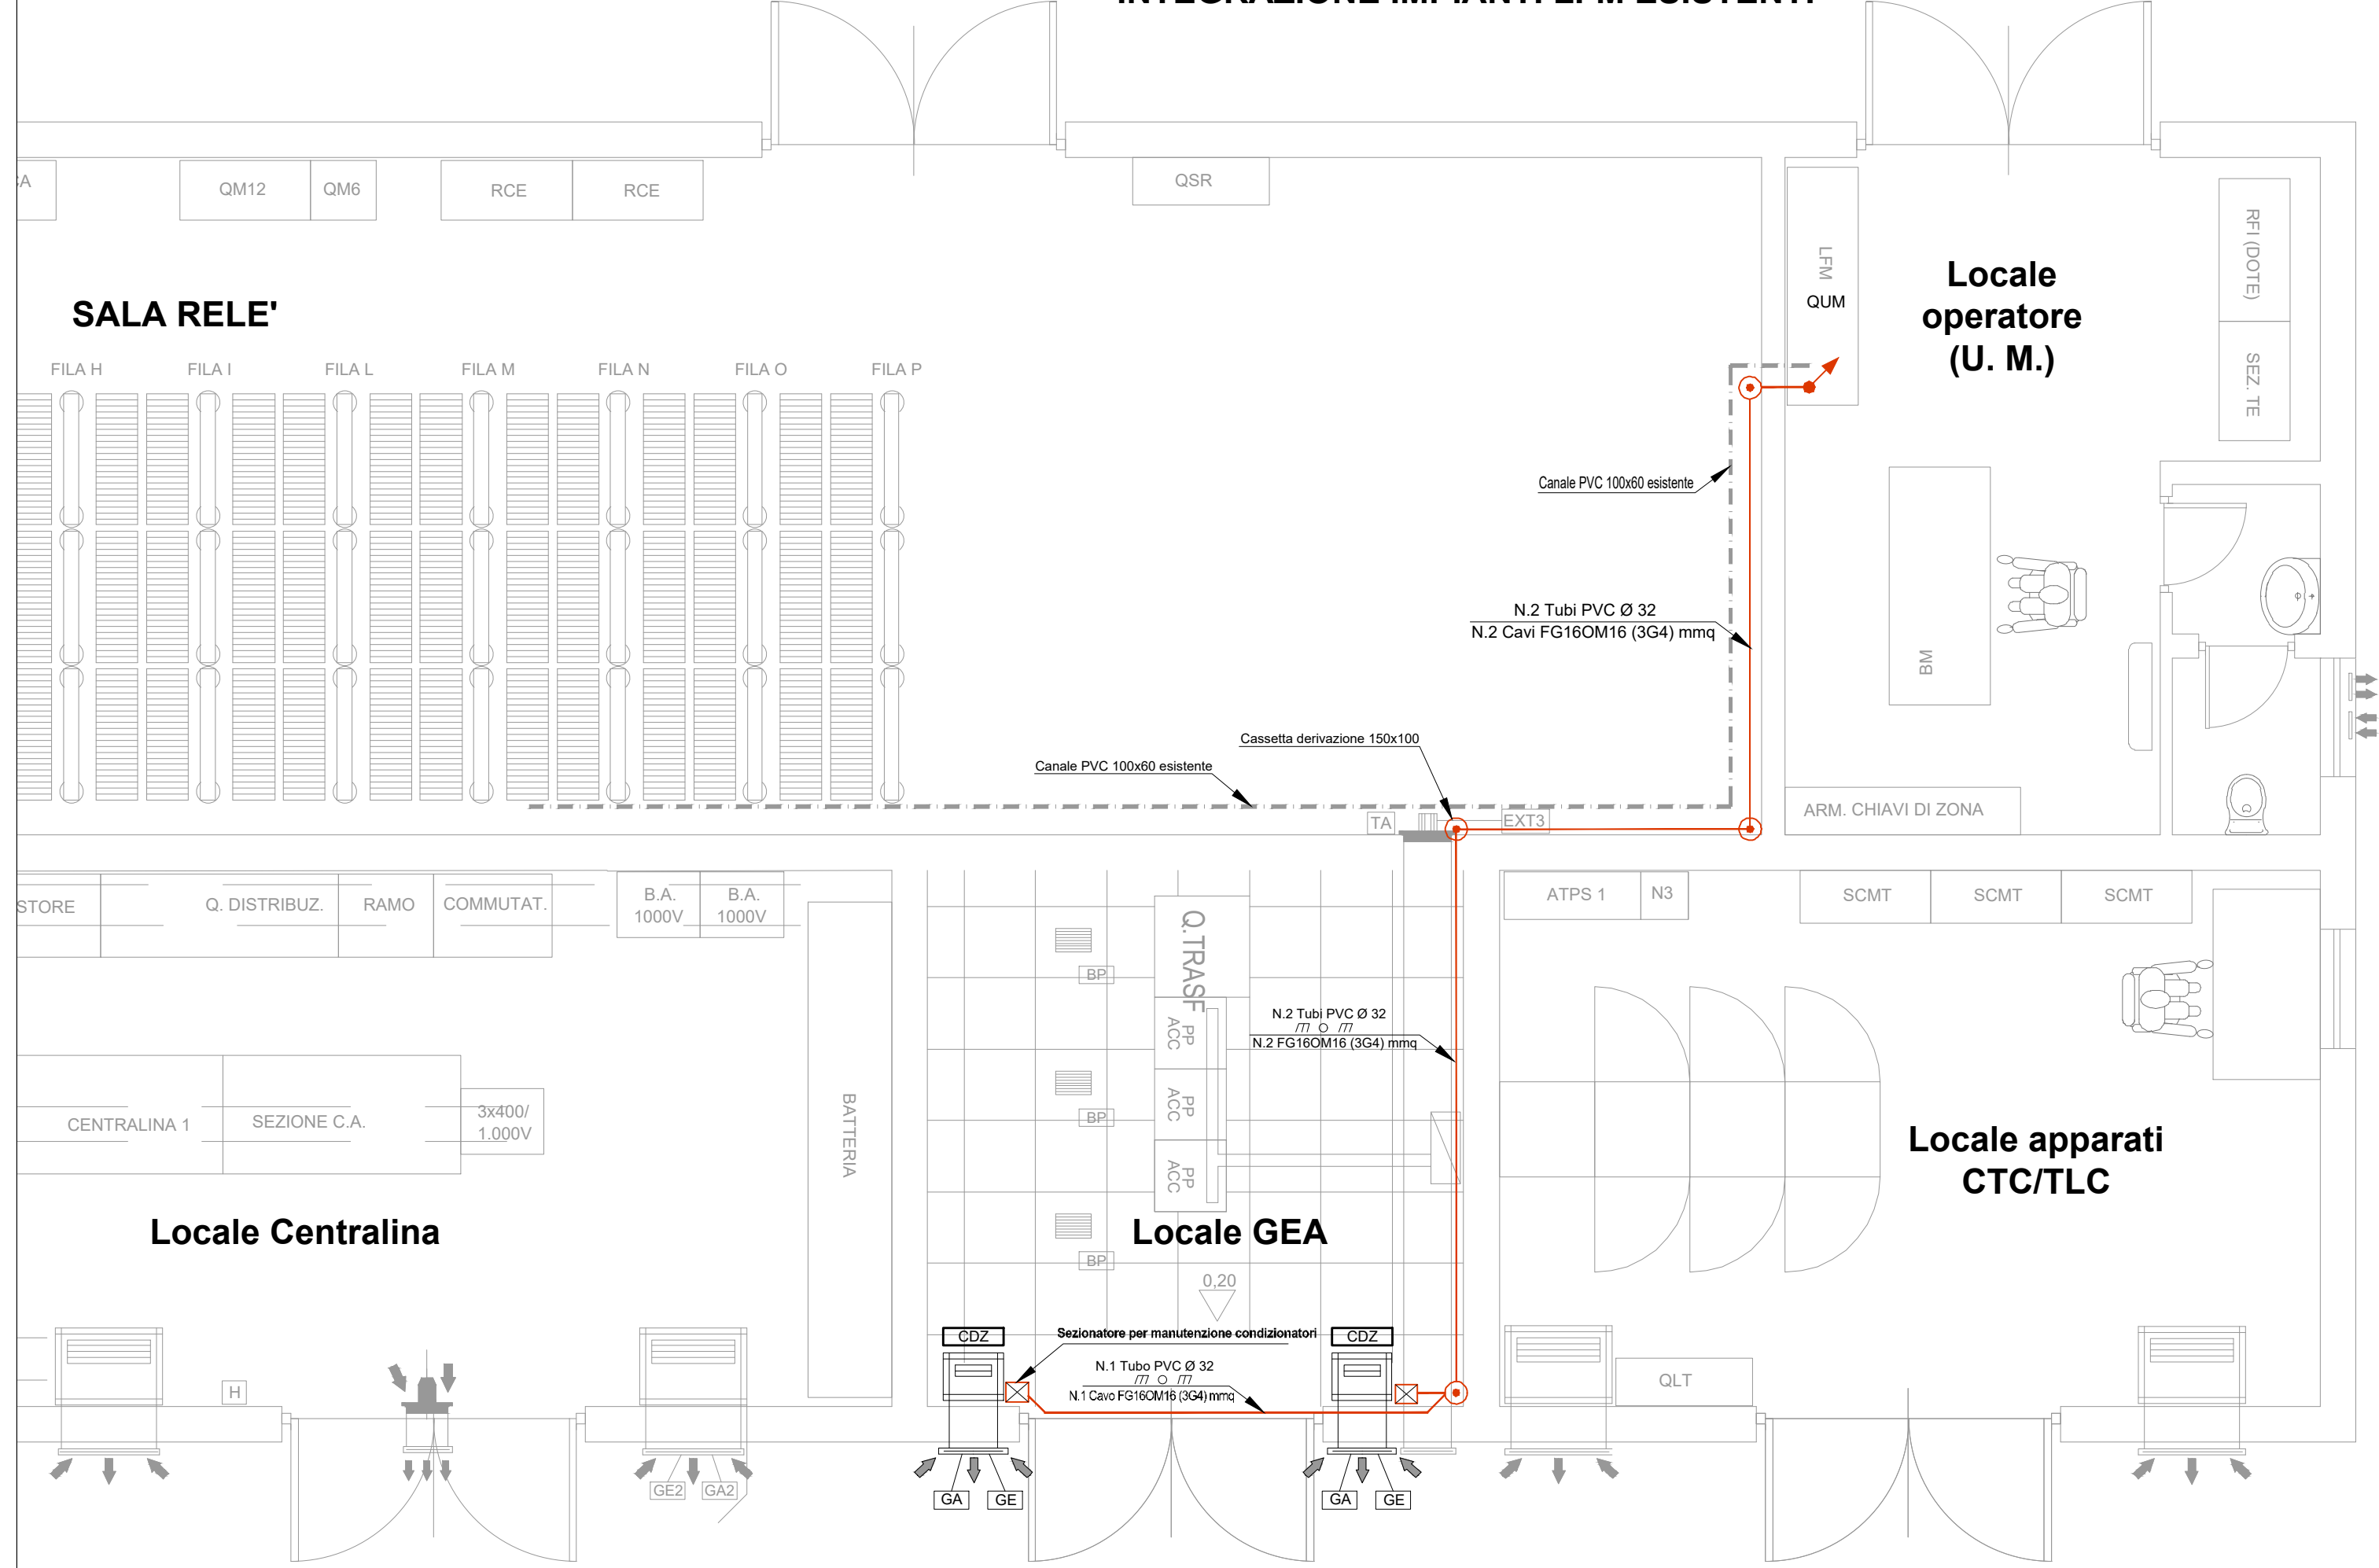 INTEGRAZIONE IMPIANTI LFM ESISTENTI
CA
QM12
QM6
RCE
RCE
QSR
LFM
QUM
Locale
operatore
(U. M.)
RFI (DOTE)
SEZ. TE
SALA RELE'
FILA H
FILA I
FILA L
FILA M
FILA N
FILA O
FILA P
Canale PVC 100x60 esistente
N.2 Tubi PVC Ø 32
N.2 Cavi FG16OM16 (3G4) mmq
BM
Cassetta derivazione 150x100
Canale PVC 100x60 esistente
TA
EXT3
ARM. CHIAVI DI ZONA
STORE
Q. DISTRIBUZ.
RAMO
COMMUTAT.
B.A.
1000V
B.A.
1000V
Q.TRASF
ATPS 1
N3
SCMT
SCMT
SCMT
BP
PP
ACC
N.2 Tubi PVC Ø 32
N.2 FG16OM16 (3G4) mmq
CENTRALINA 1
SEZIONE C.A.
3x400/
1.000V
BATTERIA
BP
PP
ACC
PP
ACC
Locale apparati
CTC/TLC
Locale Centralina
Locale GEA
BP
0,20
CDZ
Sezionatore per manutenzione condizionatori
CDZ
N.1 Tubo PVC Ø 32
N.1 Cavo FG16OM16 (3G4) mmq
H
QLT
GE2
GA2
GA
GE
GA
GE